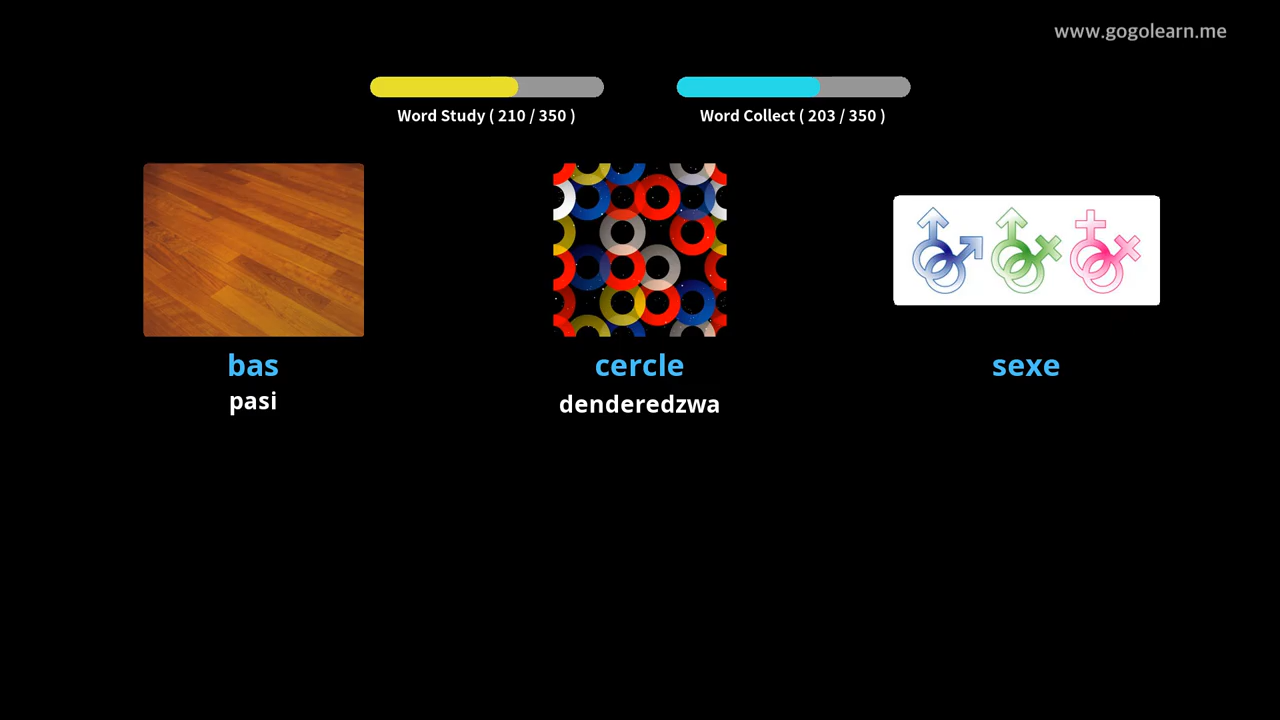 www.gogolearn.me
Word Study ( 210 / 350 )
Word Collect ( 203 / 350 )
bas
cercle
sexe
pasi
denderedzwa